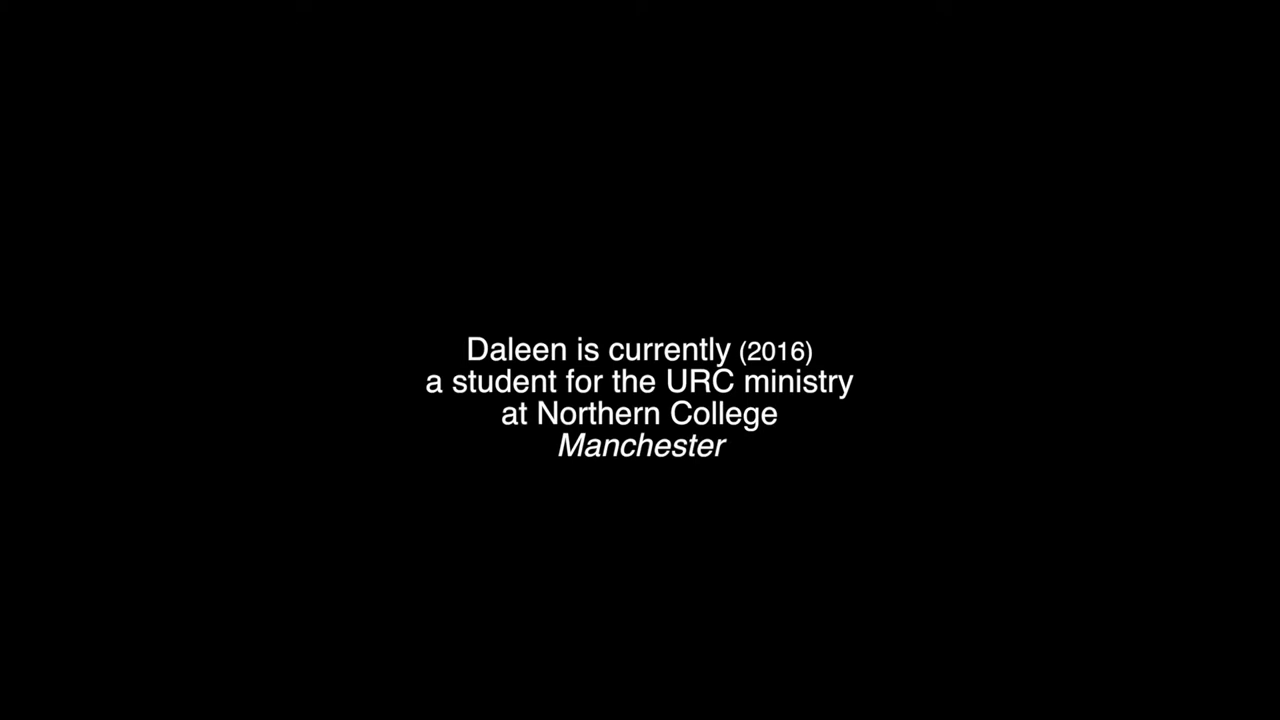 Daleen is currently (2016)
a student for the URC ministry
at Northern College
Manchester